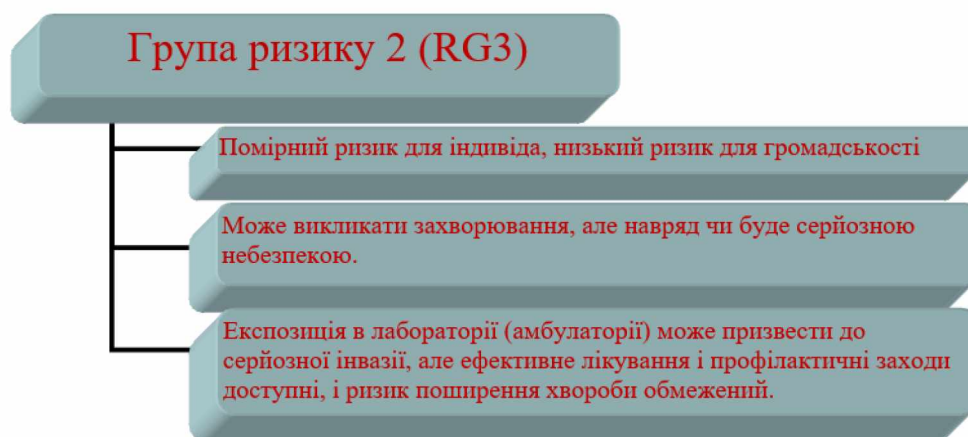 Група ризику 2 (RG3)
Помірний ризик для індивіда, низький ризик для громадськості
Може викликати захворювання, але навряд чи буде серйозною
небезпекою.
Експозиція в лабораторії (амбулаторії) може призвести до
серйозної інвазії, але ефективне лікування і профілактичні заходи
доступні, і ризик поширення хвороби обмежений.